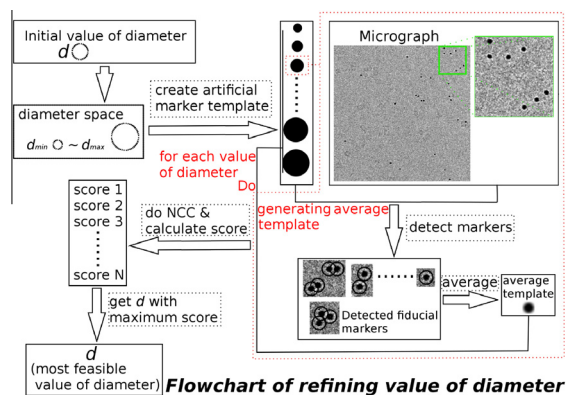 Initial value of diameter
d
diameter space
dmin ~ dmax
create artificial
marker template
for each value
of diameter
Do
Micrograph
generating average
template
detect markers
Detected fiducial
markers
average
average
template
do NCC &
calculate score
score 1
score 2
score 3
score N
get d with
maximum score
d
(most feasible
value of diameter)
Flowchart of refining value of diameter